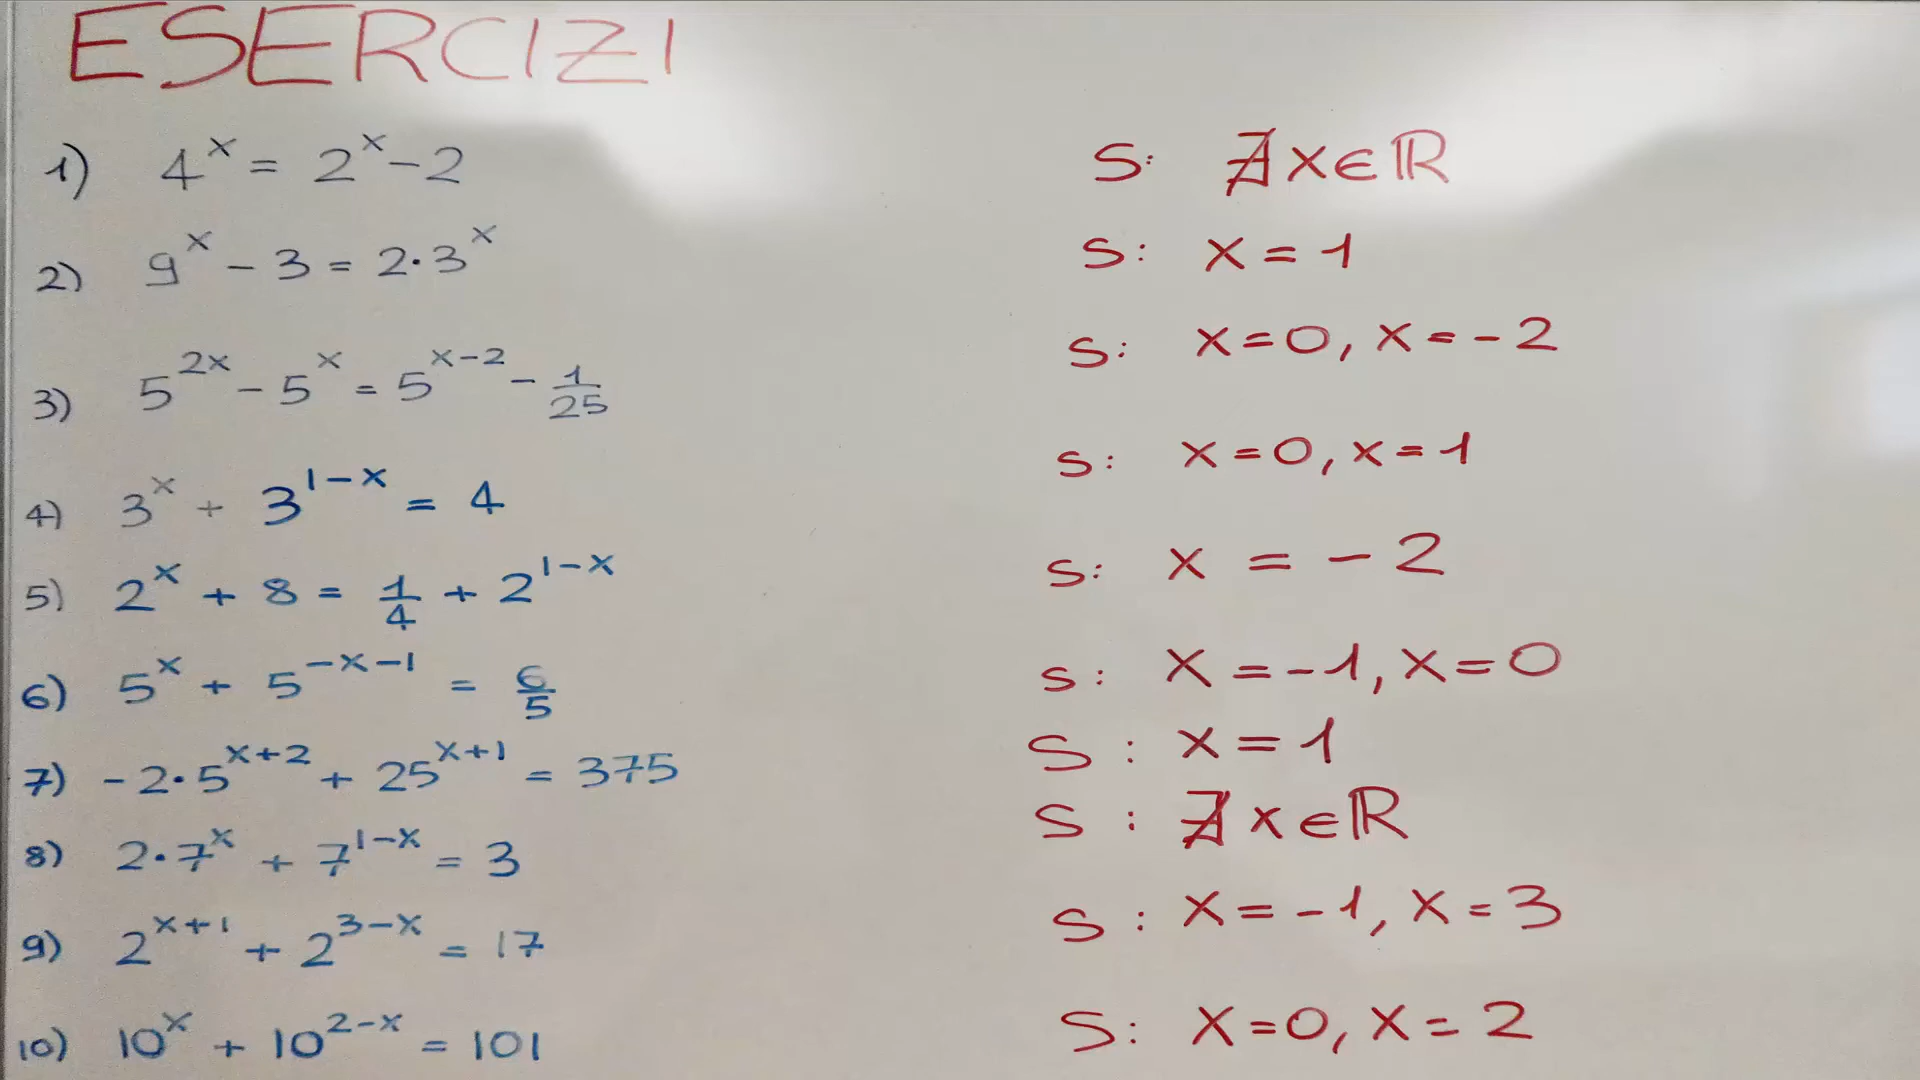 ESERCIZI
1) 4^x = 2^x - 2 S: ∄ x ∈ ℝ
2) 9^x - 3 = 2·3^x S: x = 1
3) 5^{2x} - 5^x = 5^{x-2} - 1/25 S: x = 0, x = -2
4) 3^x + 3^{1-x} = 4 S: x = 0, x = 1
5) 2^x + 8 = 1/4 + 2^{1-x} S: x = -2
6) 5^x + 5^{-x-1} = 6/5 S: x = -1, x = 0
7) -2·5^{x+2} + 25^{x+1} = 375 S: x = 1
8) 2·7^x + 7^{1-x} = 3 S: ∄ x ∈ ℝ
9) 2^{x+1} + 2^{3-x} = 17 S: x = -1, x = 3
10) 10^x + 10^{2-x} = 101 S: x = 0, x = 2